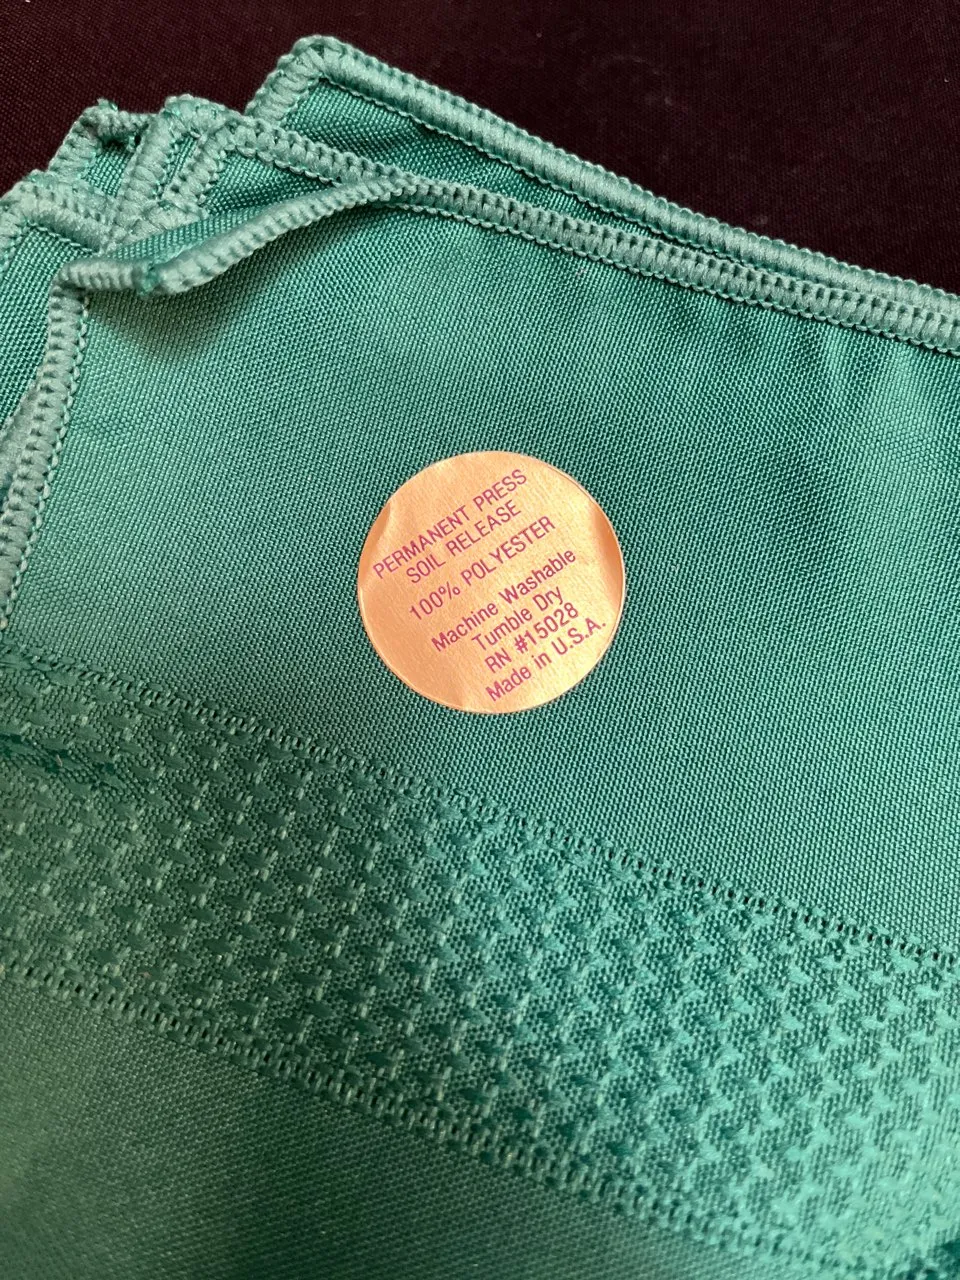 PERMANENT PRESS
SOIL RELEASE
100% POLYESTER
Machine Washable
Tumble Dry
RN #15028
Made in U.S.A.